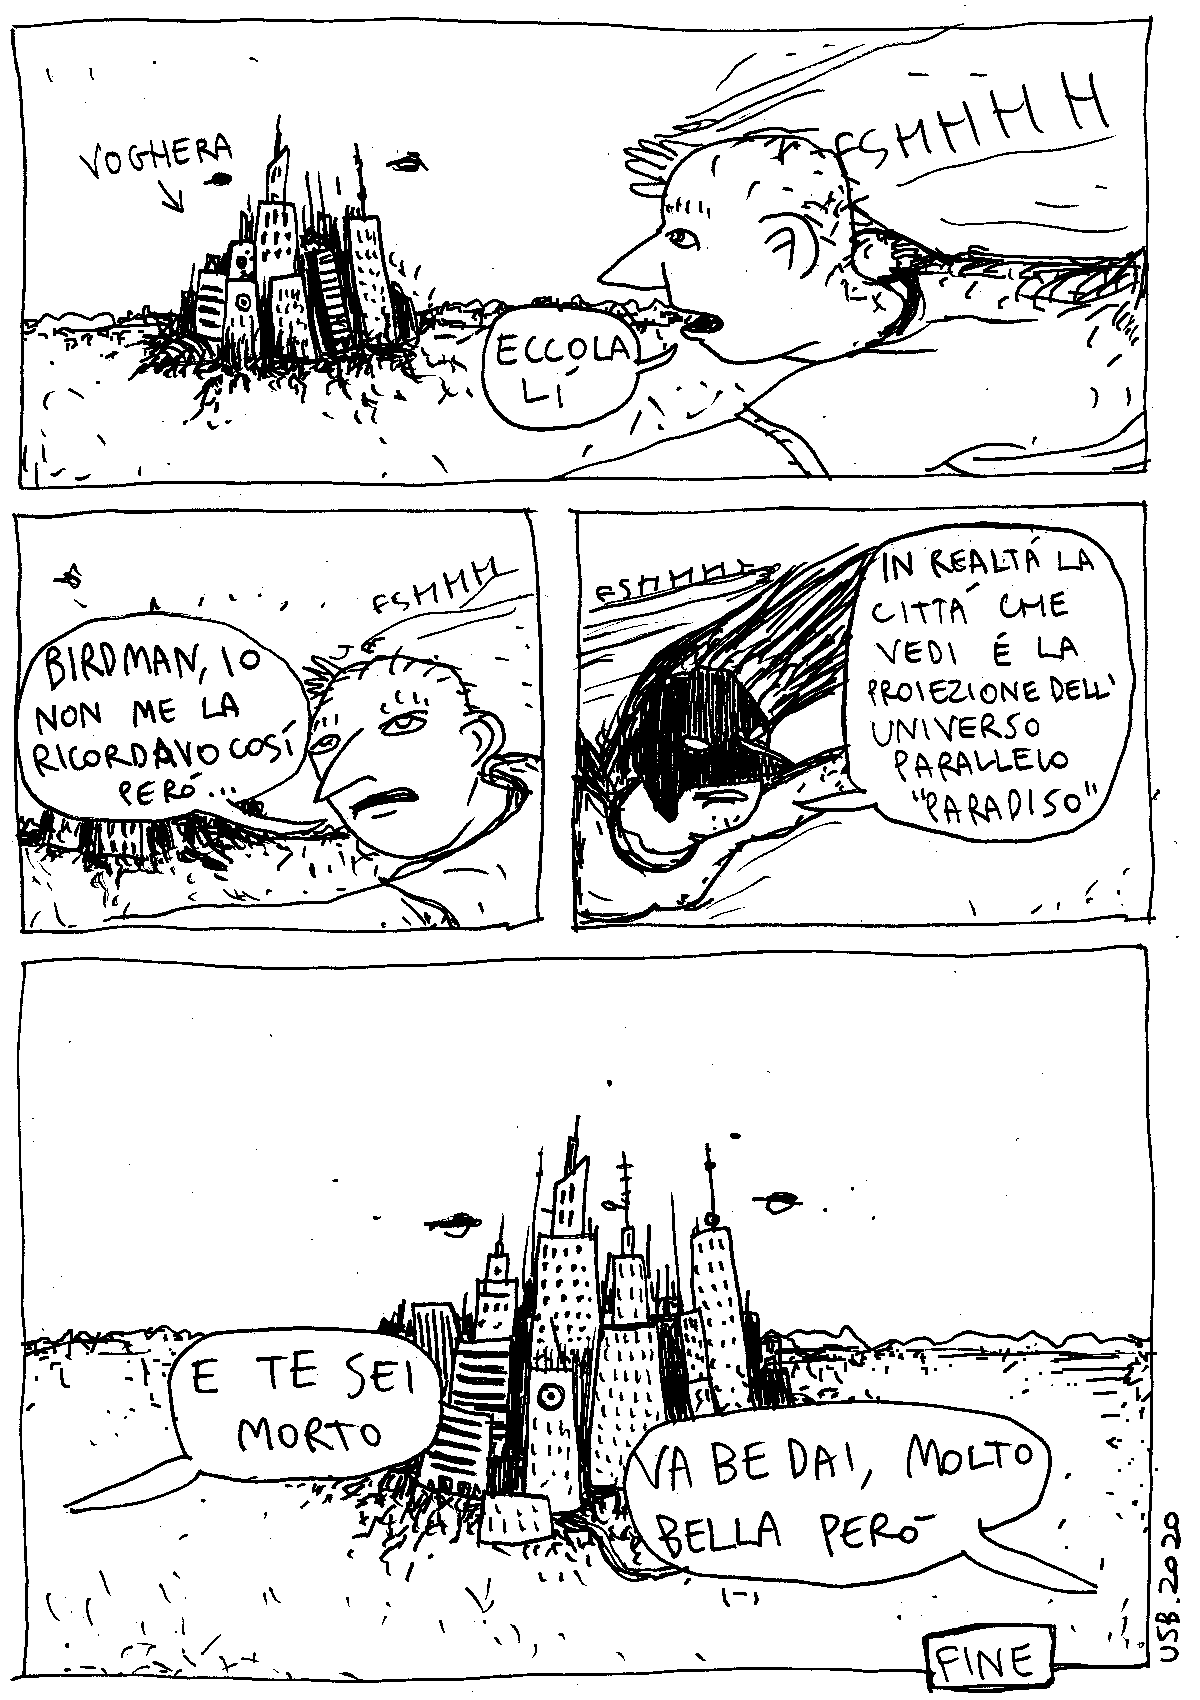 VOGHERA
FSHHHH H
ECCOLA
LÍ
FSHHH
BIRDMAN, IO
NON ME LA
RICORDAVO COSÍ
PERÓ...
FSHHHH
IN REALTÁ LA
CITTÁ CHE
VEDI É LA
PROIEZIONE DELL'
UNIVERSO
PARALLELO
"PARADISO"
E TE SEI
MORTO
VA BE DAI, MOLTO
BELLA PERÓ
USB.2020
FINE